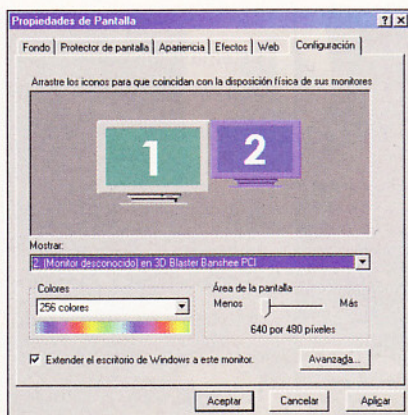 Propiedades de Pantalla
Fondo Protector de pantalla Apariencia Efectos Web Configuración
Arrastre los iconos para que coincidan con la disposición física de sus monitores
1 2
Mostrar:
2. (Monitor desconocido) en 3D Blaster Banshee PCI
Colores
256 colores
Área de la pantalla
Menos Más
640 por 480 píxeles
Extender el escritorio de Windows a este monitor.
Avanzada...
Aceptar Cancelar Aplicar